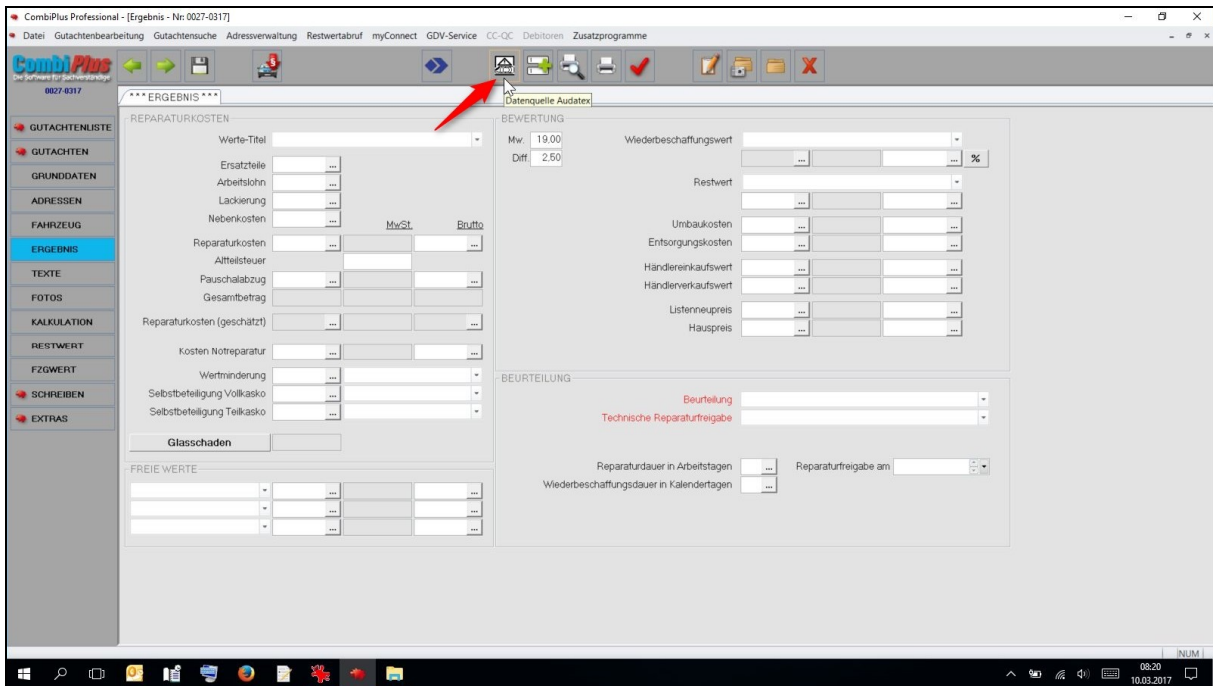 CombiPlus Professional - [Ergebnis - Nr: 0027-0317]
Datei Gutachtenbearbeitung Gutachtensuche Adressverwaltung Restwertabruf myConnect GDV-Service CC-QC Debitoren Zusatzprogramme
CombiPlus
Die Software für Sachverständige
0027-0317
*** ERGEBNIS ***
Datenquelle Audatex
GUTACHTENLISTE
GUTACHTEN
GRUNDDATEN
ADRESSEN
FAHRZEUG
ERGEBNIS
TEXTE
FOTOS
KALKULATION
RESTWERT
FZGWERT
SCHREIBEN
EXTRAS
REPARATURKOSTEN
Werte-Titel
Ersatzteile ...
Arbeitslohn ...
Lackierung ...
Nebenkosten ... MwSt. Brutto
Reparaturkosten ... ...
Altteilsteuer
Pauschalabzug ... ...
Gesamtbetrag
Reparaturkosten (geschätzt) ... ...
Kosten Notreparatur ... ...
Wertminderung ...
Selbstbeteiligung Vollkasko ...
Selbstbeteiligung Teilkasko ...
Glasschaden
FREIE WERTE
... ...
... ...
... ...
BEWERTUNG
Mw. 19,00 Wiederbeschaffungswert
Diff. 2,50 ... ... %
Restwert
... ...
Umbaukosten ... ...
Entsorgungskosten ... ...
Händlereinkaufswert ... ...
Händlerverkaufswert ... ...
Listenneupreis ... ...
Hauspreis ... ...
BEURTEILUNG
Beurteilung
Technische Reparaturfreigabe
Reparaturdauer in Arbeitstagen ... Reparaturfreigabe am
Wiederbeschaffungsdauer in Kalendertagen ...
NUM
08:20
10.03.2017